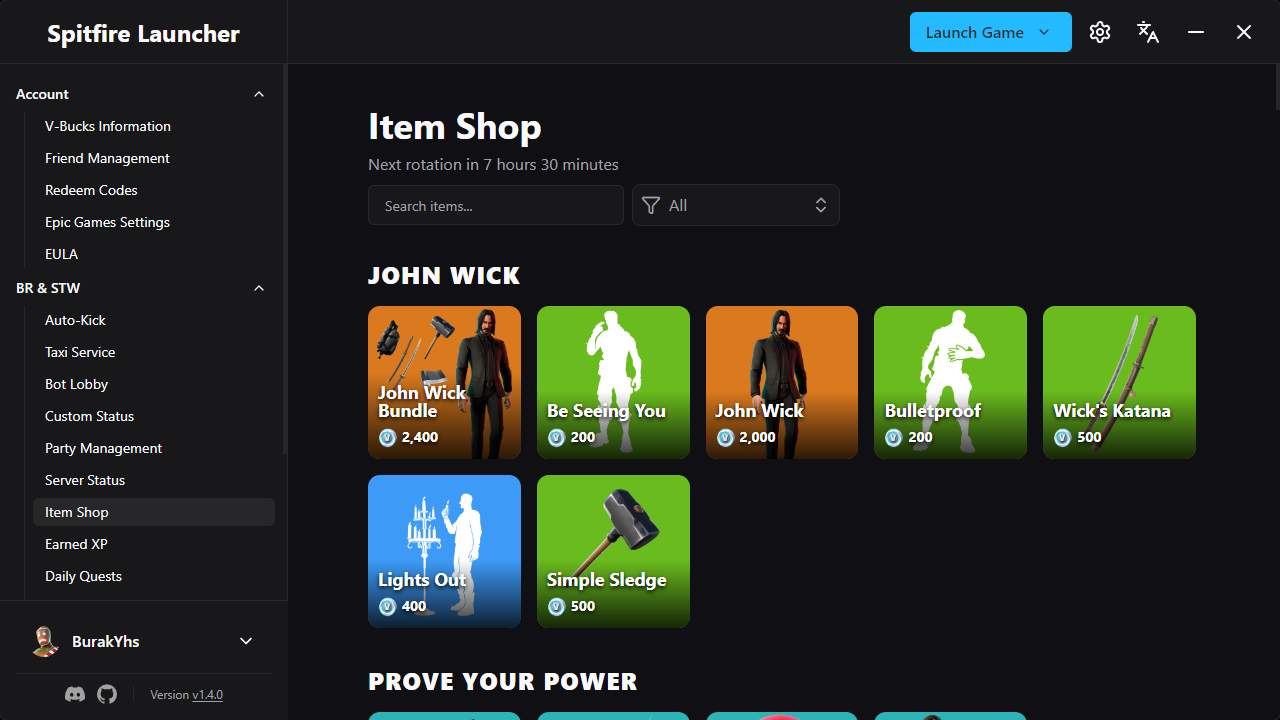 Spitfire Launcher
Launch Game
Account
V-Bucks Information
Friend Management
Redeem Codes
Epic Games Settings
EULA
BR & STW
Auto-Kick
Taxi Service
Bot Lobby
Custom Status
Party Management
Server Status
Item Shop
Earned XP
Daily Quests
BurakYhs
Version v1.4.0
Item Shop
Next rotation in 7 hours 30 minutes
Search items...
All
JOHN WICK
John Wick
Bundle
2,400
Be Seeing You
200
John Wick
2,000
Bulletproof
200
Wick's Katana
500
Lights Out
400
Simple Sledge
500
PROVE YOUR POWER